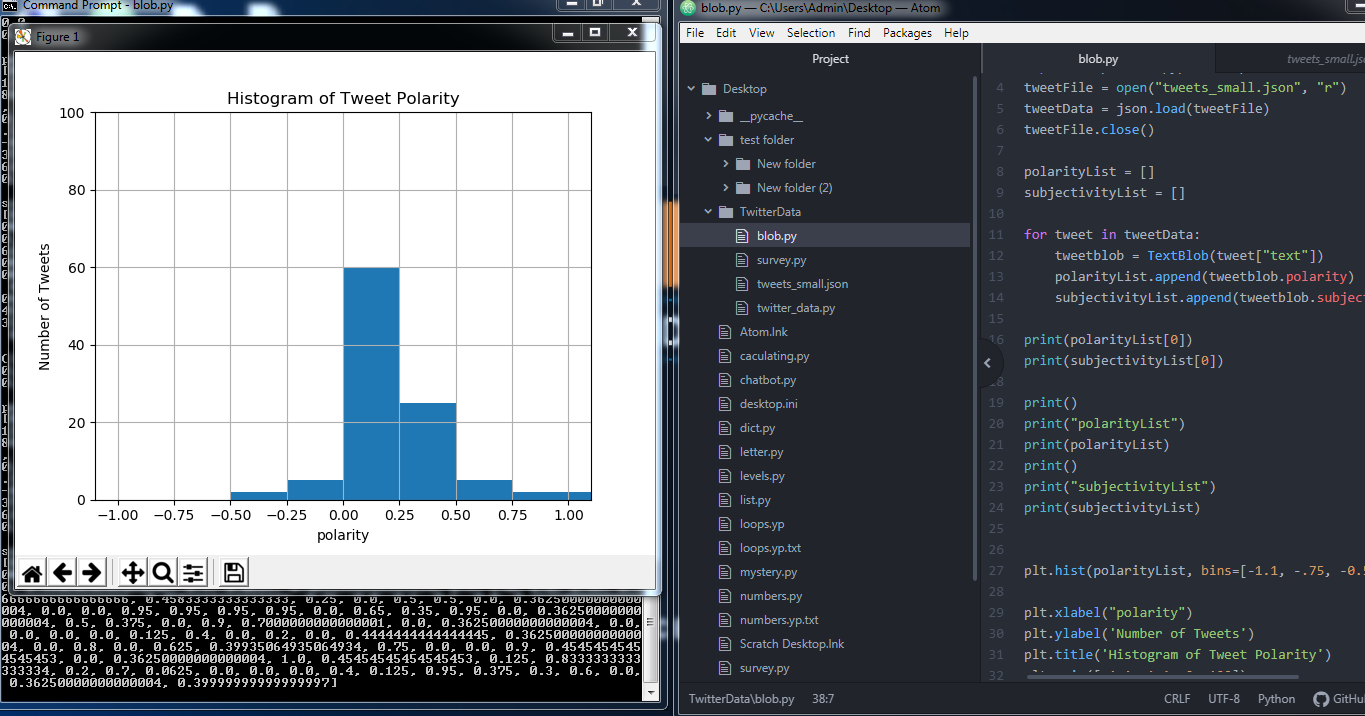 Command Prompt - blob.py
Figure 1
Histogram of Tweet Polarity
100
80
60
40
20
0
Number of Tweets
−1.00 −0.75 −0.50 −0.25 0.00 0.25 0.50 0.75 1.00
polarity
66666666666666, 0.4583333333333333, 0.25, 0.0, 0.5, 0.5, 0.0, 0.36250000000000
004, 0.0, 0.0, 0.95, 0.95, 0.95, 0.95, 0.0, 0.65, 0.35, 0.95, 0.0, 0.36250000000
000004, 0.5, 0.375, 0.0, 0.9, 0.7000000000000001, 0.0, 0.36250000000000004, 0.0,
0.0, 0.0, 0.0, 0.125, 0.4, 0.0, 0.2, 0.0, 0.4444444444444445, 0.362500000000000
04, 0.0, 0.8, 0.0, 0.625, 0.39935064935064934, 0.75, 0.0, 0.0, 0.9, 0.4545454545
4545453, 0.0, 0.36250000000000004, 1.0, 0.45454545454545453, 0.125, 0.8333333333
333334, 0.2, 0.7, 0.0625, 0.0, 0.0, 0.0, 0.4, 0.125, 0.95, 0.375, 0.3, 0.6, 0.0,
0.36250000000000004, 0.39999999999999997]
blob.py — C:\Users\Admin\Desktop — Atom
File Edit View Selection Find Packages Help
Project
Desktop
__pycache__
test folder
New folder
New folder (2)
TwitterData
blob.py
survey.py
tweets_small.json
twitter_data.py
Atom.lnk
caculating.py
chatbot.py
desktop.ini
dict.py
letter.py
levels.py
list.py
loops.yp
loops.yp.txt
mystery.py
numbers.py
numbers.yp.txt
Scratch Desktop.lnk
survey.py
blob.py tweets_small.js
4 tweetFile = open("tweets_small.json", "r")
5 tweetData = json.load(tweetFile)
6 tweetFile.close()
7
8 polarityList = []
9 subjectivityList = []
10
11 for tweet in tweetData:
12 tweetblob = TextBlob(tweet["text"])
13 polarityList.append(tweetblob.polarity)
14 subjectivityList.append(tweetblob.subjec
15
16 print(polarityList[0])
print(subjectivityList[0])
18
19 print()
20 print("polarityList")
21 print(polarityList)
22 print()
23 print("subjectivityList")
24 print(subjectivityList)
25
26
27 plt.hist(polarityList, bins=[-1.1, -.75, -0.5
28
29 plt.xlabel("polarity")
30 plt.ylabel('Number of Tweets')
31 plt.title('Histogram of Tweet Polarity')
32
TwitterData\blob.py 38:7 CRLF UTF-8 Python GitHu